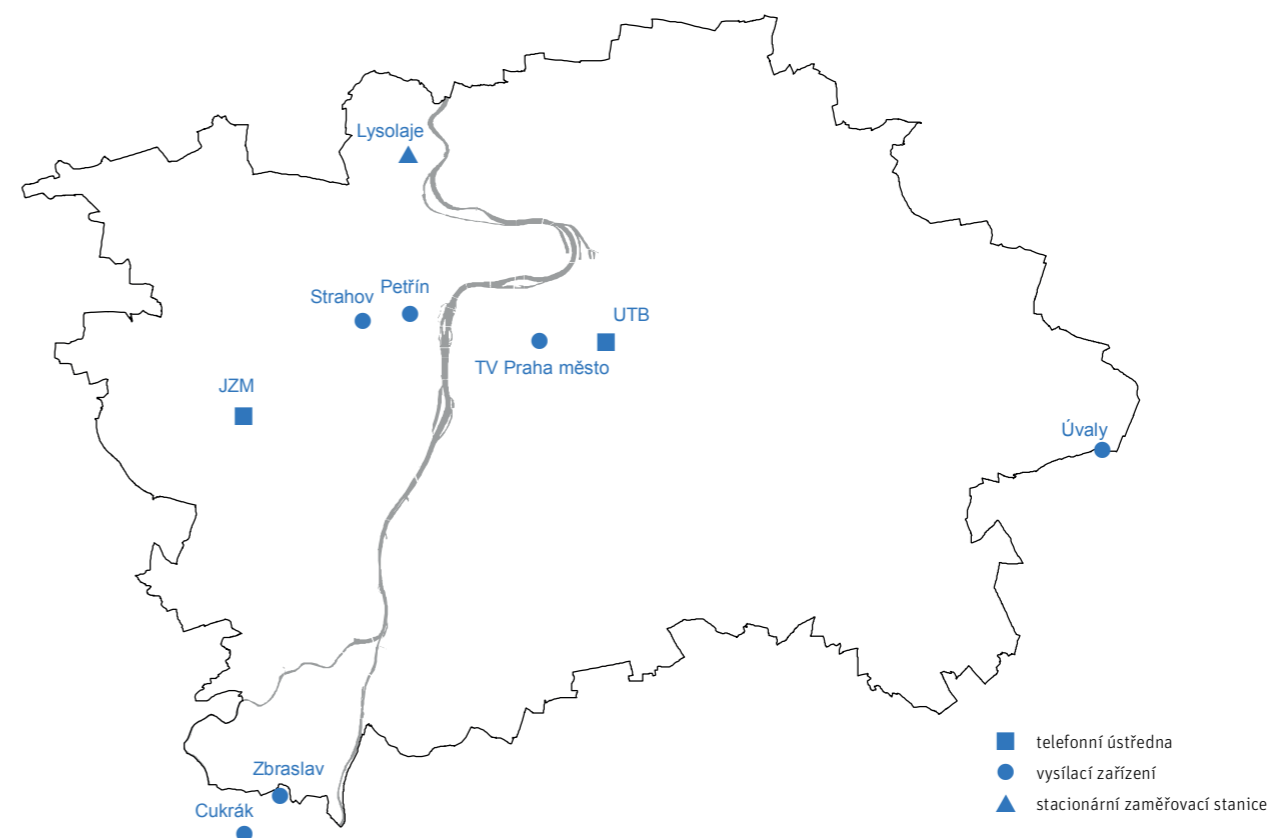 Lysolaje
Petřín
Strahov
UTB
TV Praha město
JZM
Úvaly
telefonní ústředna
Zbraslav
vysílací zařízení
stacionární zaměřovací stanice
Cukrák